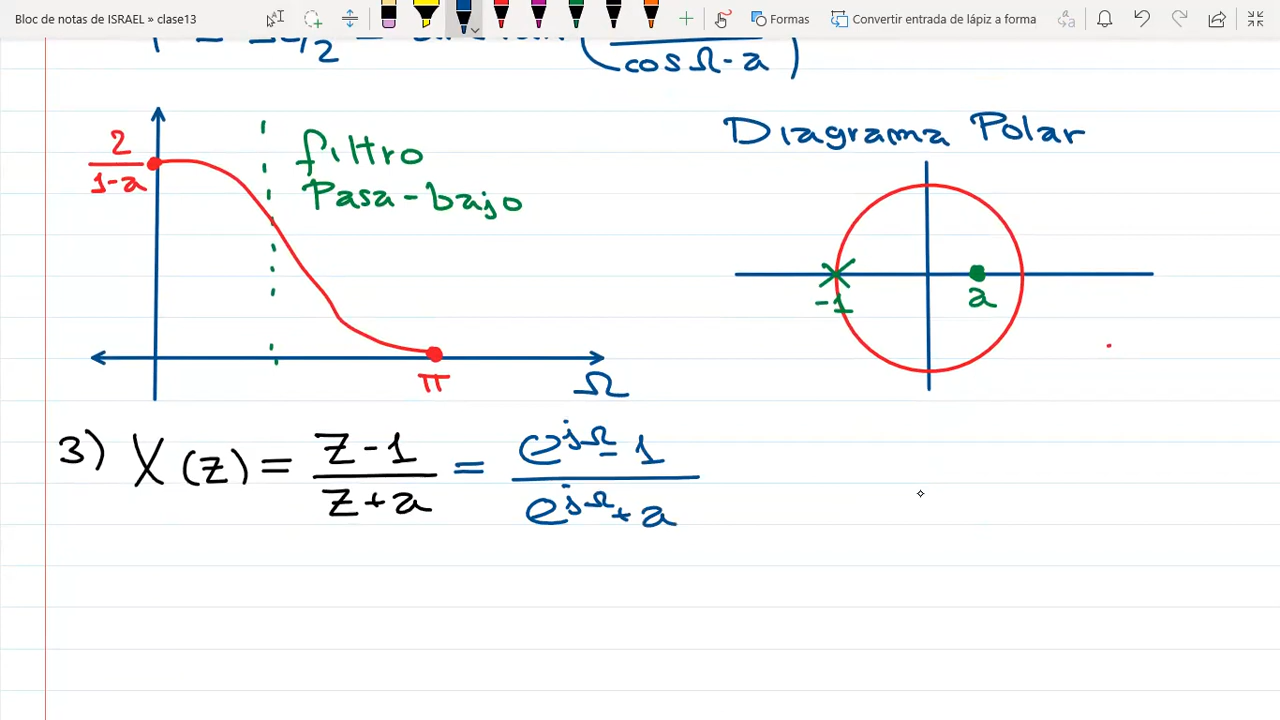 Bloc de notas de ISRAEL » clase13
Formas
Convertir entrada de lápiz a forma
cos Ω - a
2
1-a
filtro
Pasa-bajo
π
Ω
Diagrama Polar
-1
a
3) X(z) = z-1 / z+a = e^jΩ - 1 / e^jΩ + a